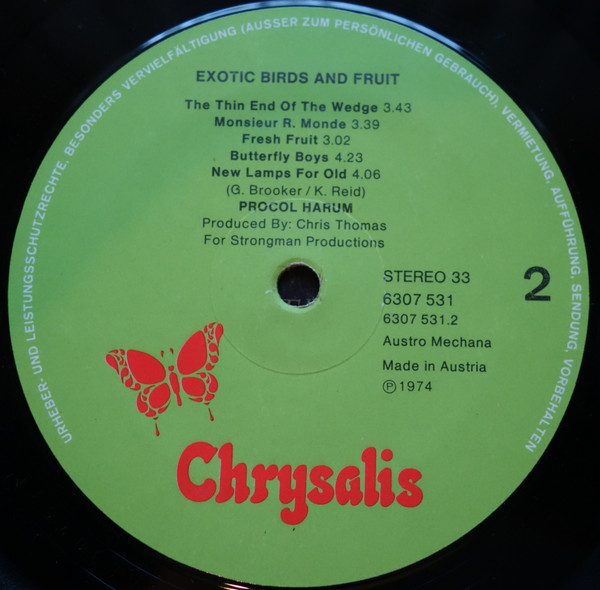 URHEBER- UND LEISTUNGSSCHUTZRECHTE, BESONDERS VERVIELFÄLTIGUNG (AUSSER ZUM PERSÖNLICHEN GEBRAUCH), VERMIETUNG, AUFFÜHRUNG, SENDUNG, VORBEHALTEN
EXOTIC BIRDS AND FRUIT
The Thin End Of The Wedge 3.43
Monsieur R. Monde 3.39
Fresh Fruit 3.02
Butterfly Boys 4.23
New Lamps For Old 4.06
(G. Brooker / K. Reid)
PROCOL HARUM
Produced By: Chris Thomas
For Strongman Productions
STEREO 33
2
6307 531
6307 531.2
Austro Mechana
Made in Austria
℗ 1974
Chrysalis